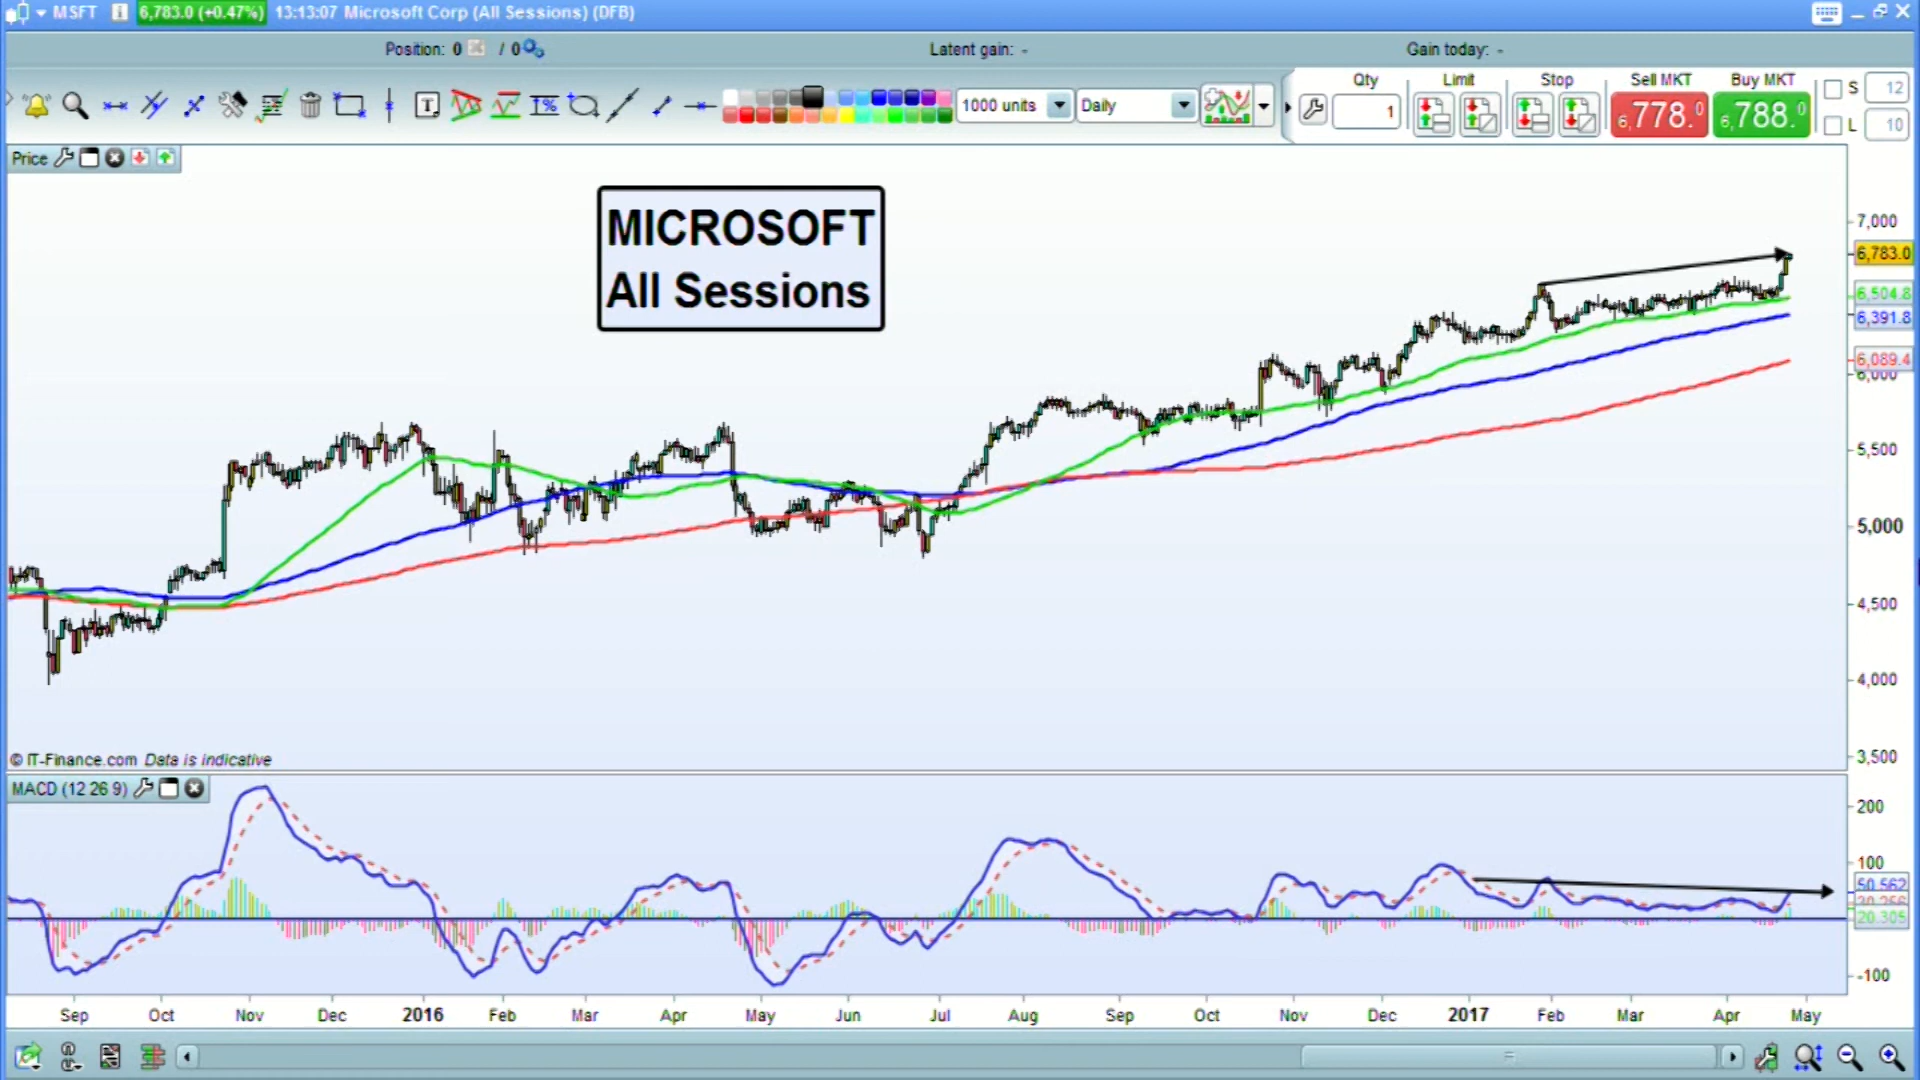 MSFT 6,783.0 (+0.47%) 13:13:07 Microsoft Corp (All Sessions) (DFB)
Position: 0 / 0 Latent gain: - Gain today: -
Qty Limit Stop Sell MKT Buy MKT S 12
1000 units Daily 1 6,778.0 6,788.0 L 10
Price
MICROSOFT
All Sessions
7,000
6,783.0
6,504.8
6,391.8
6,089.4
6,000
5,500
5,000
4,500
4,000
3,500
© IT-Finance.com Data is indicative
MACD (12 26 9)
200
100
50.562
20.305
-100
Sep Oct Nov Dec 2016 Feb Mar Apr May Jun Jul Aug Sep Oct Nov Dec 2017 Feb Mar Apr May